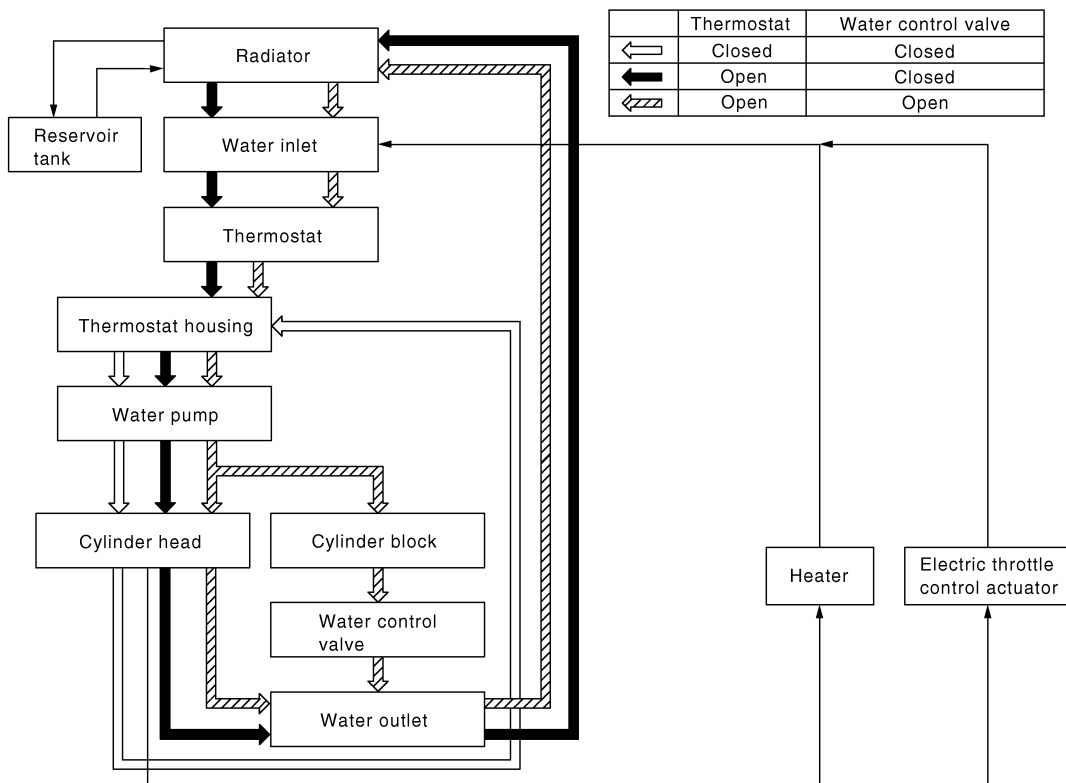 Thermostat Water control valve
Closed Closed
Open Closed
Open Open
Radiator
Reservoir
tank
Water inlet
Thermostat
Thermostat housing
Water pump
Cylinder head
Cylinder block
Water control
valve
Water outlet
Heater
Electric throttle
control actuator